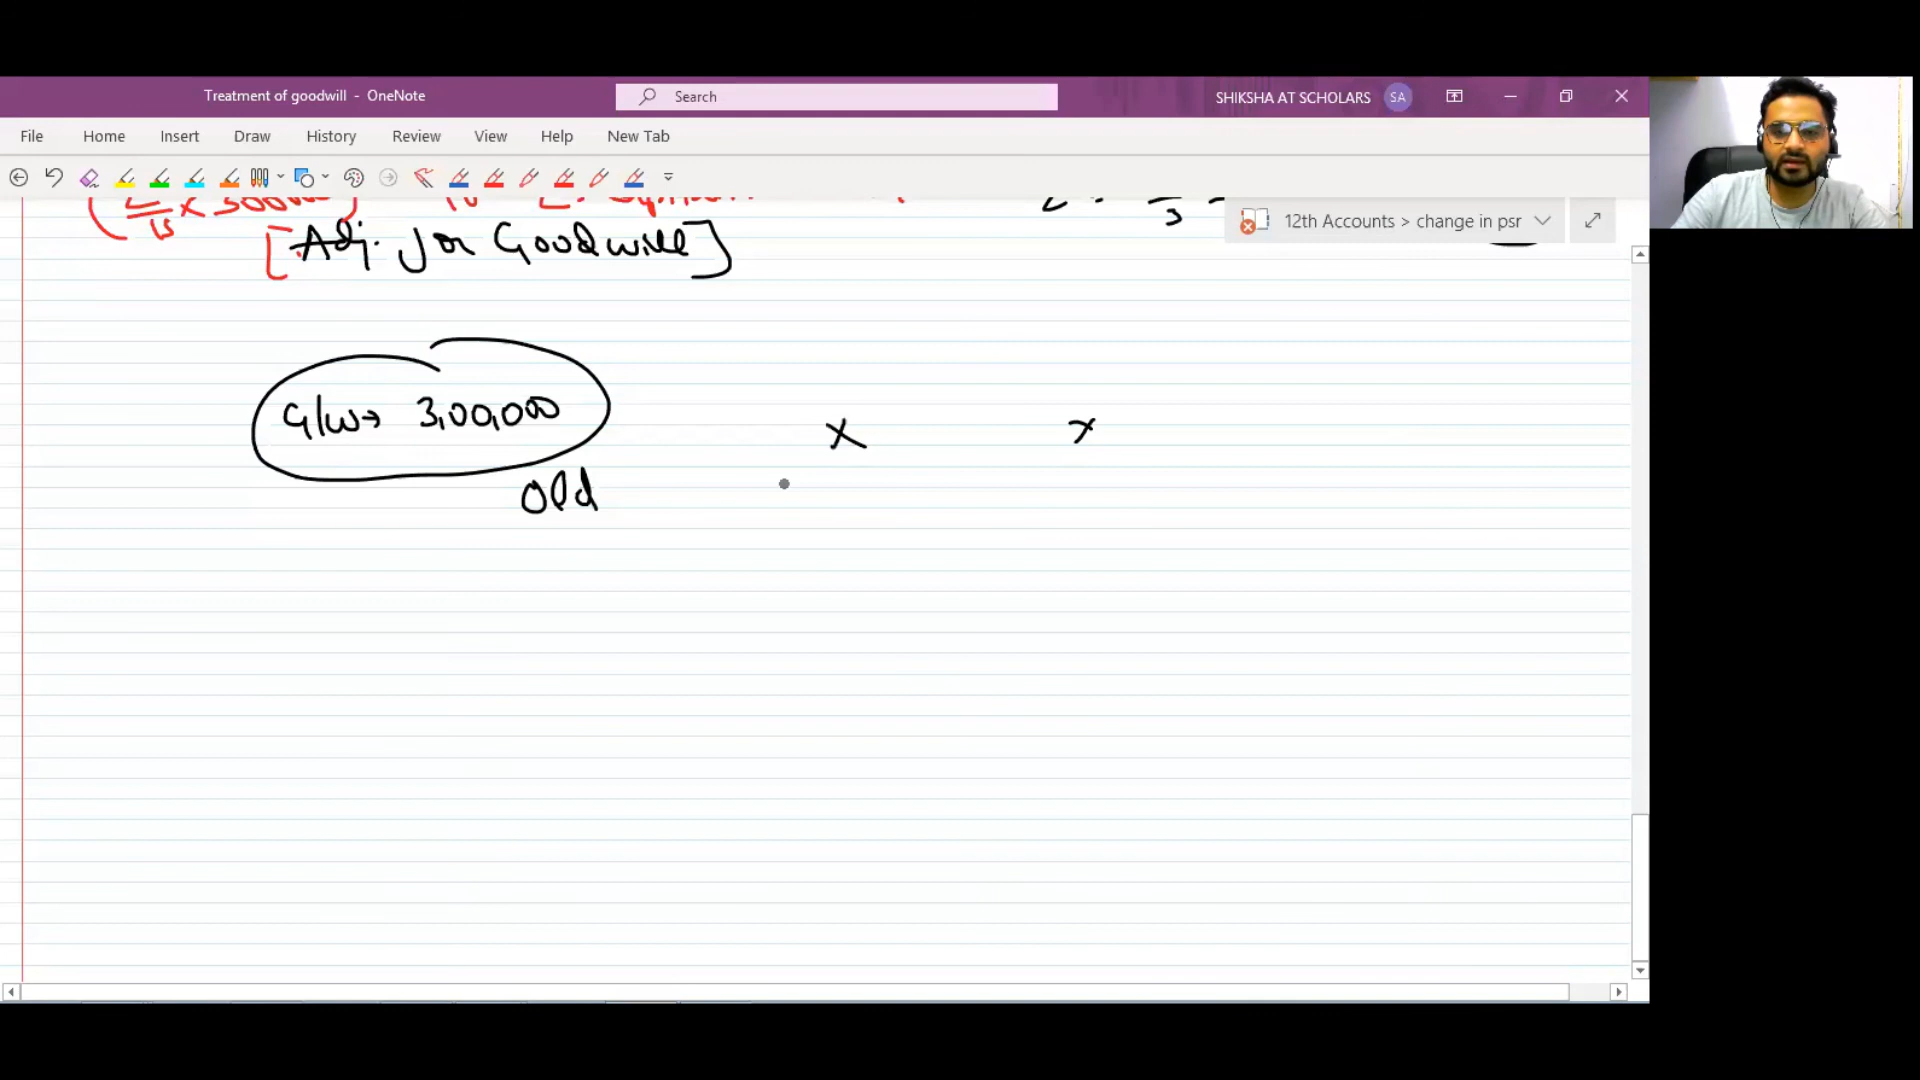 Treatment of goodwill - OneNote
Search
SHIKSHA AT SCHOLARS SA
File Home Insert Draw History Review View Help New Tab
12th Accounts > change in psr
[Adj. for Goodwill]
G/W→ 3,00,000
x x
old